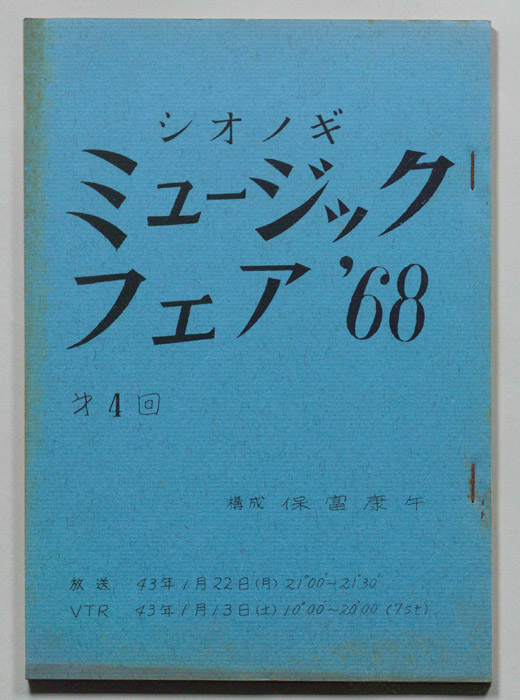 シオノギ
ミュージック
フェア '68
才4回
構成 保富康午
放送 43年1月22日(月) 21°00'~21°30'
VTR 43年1月13日(土) 10°00'~20°00' (7st)